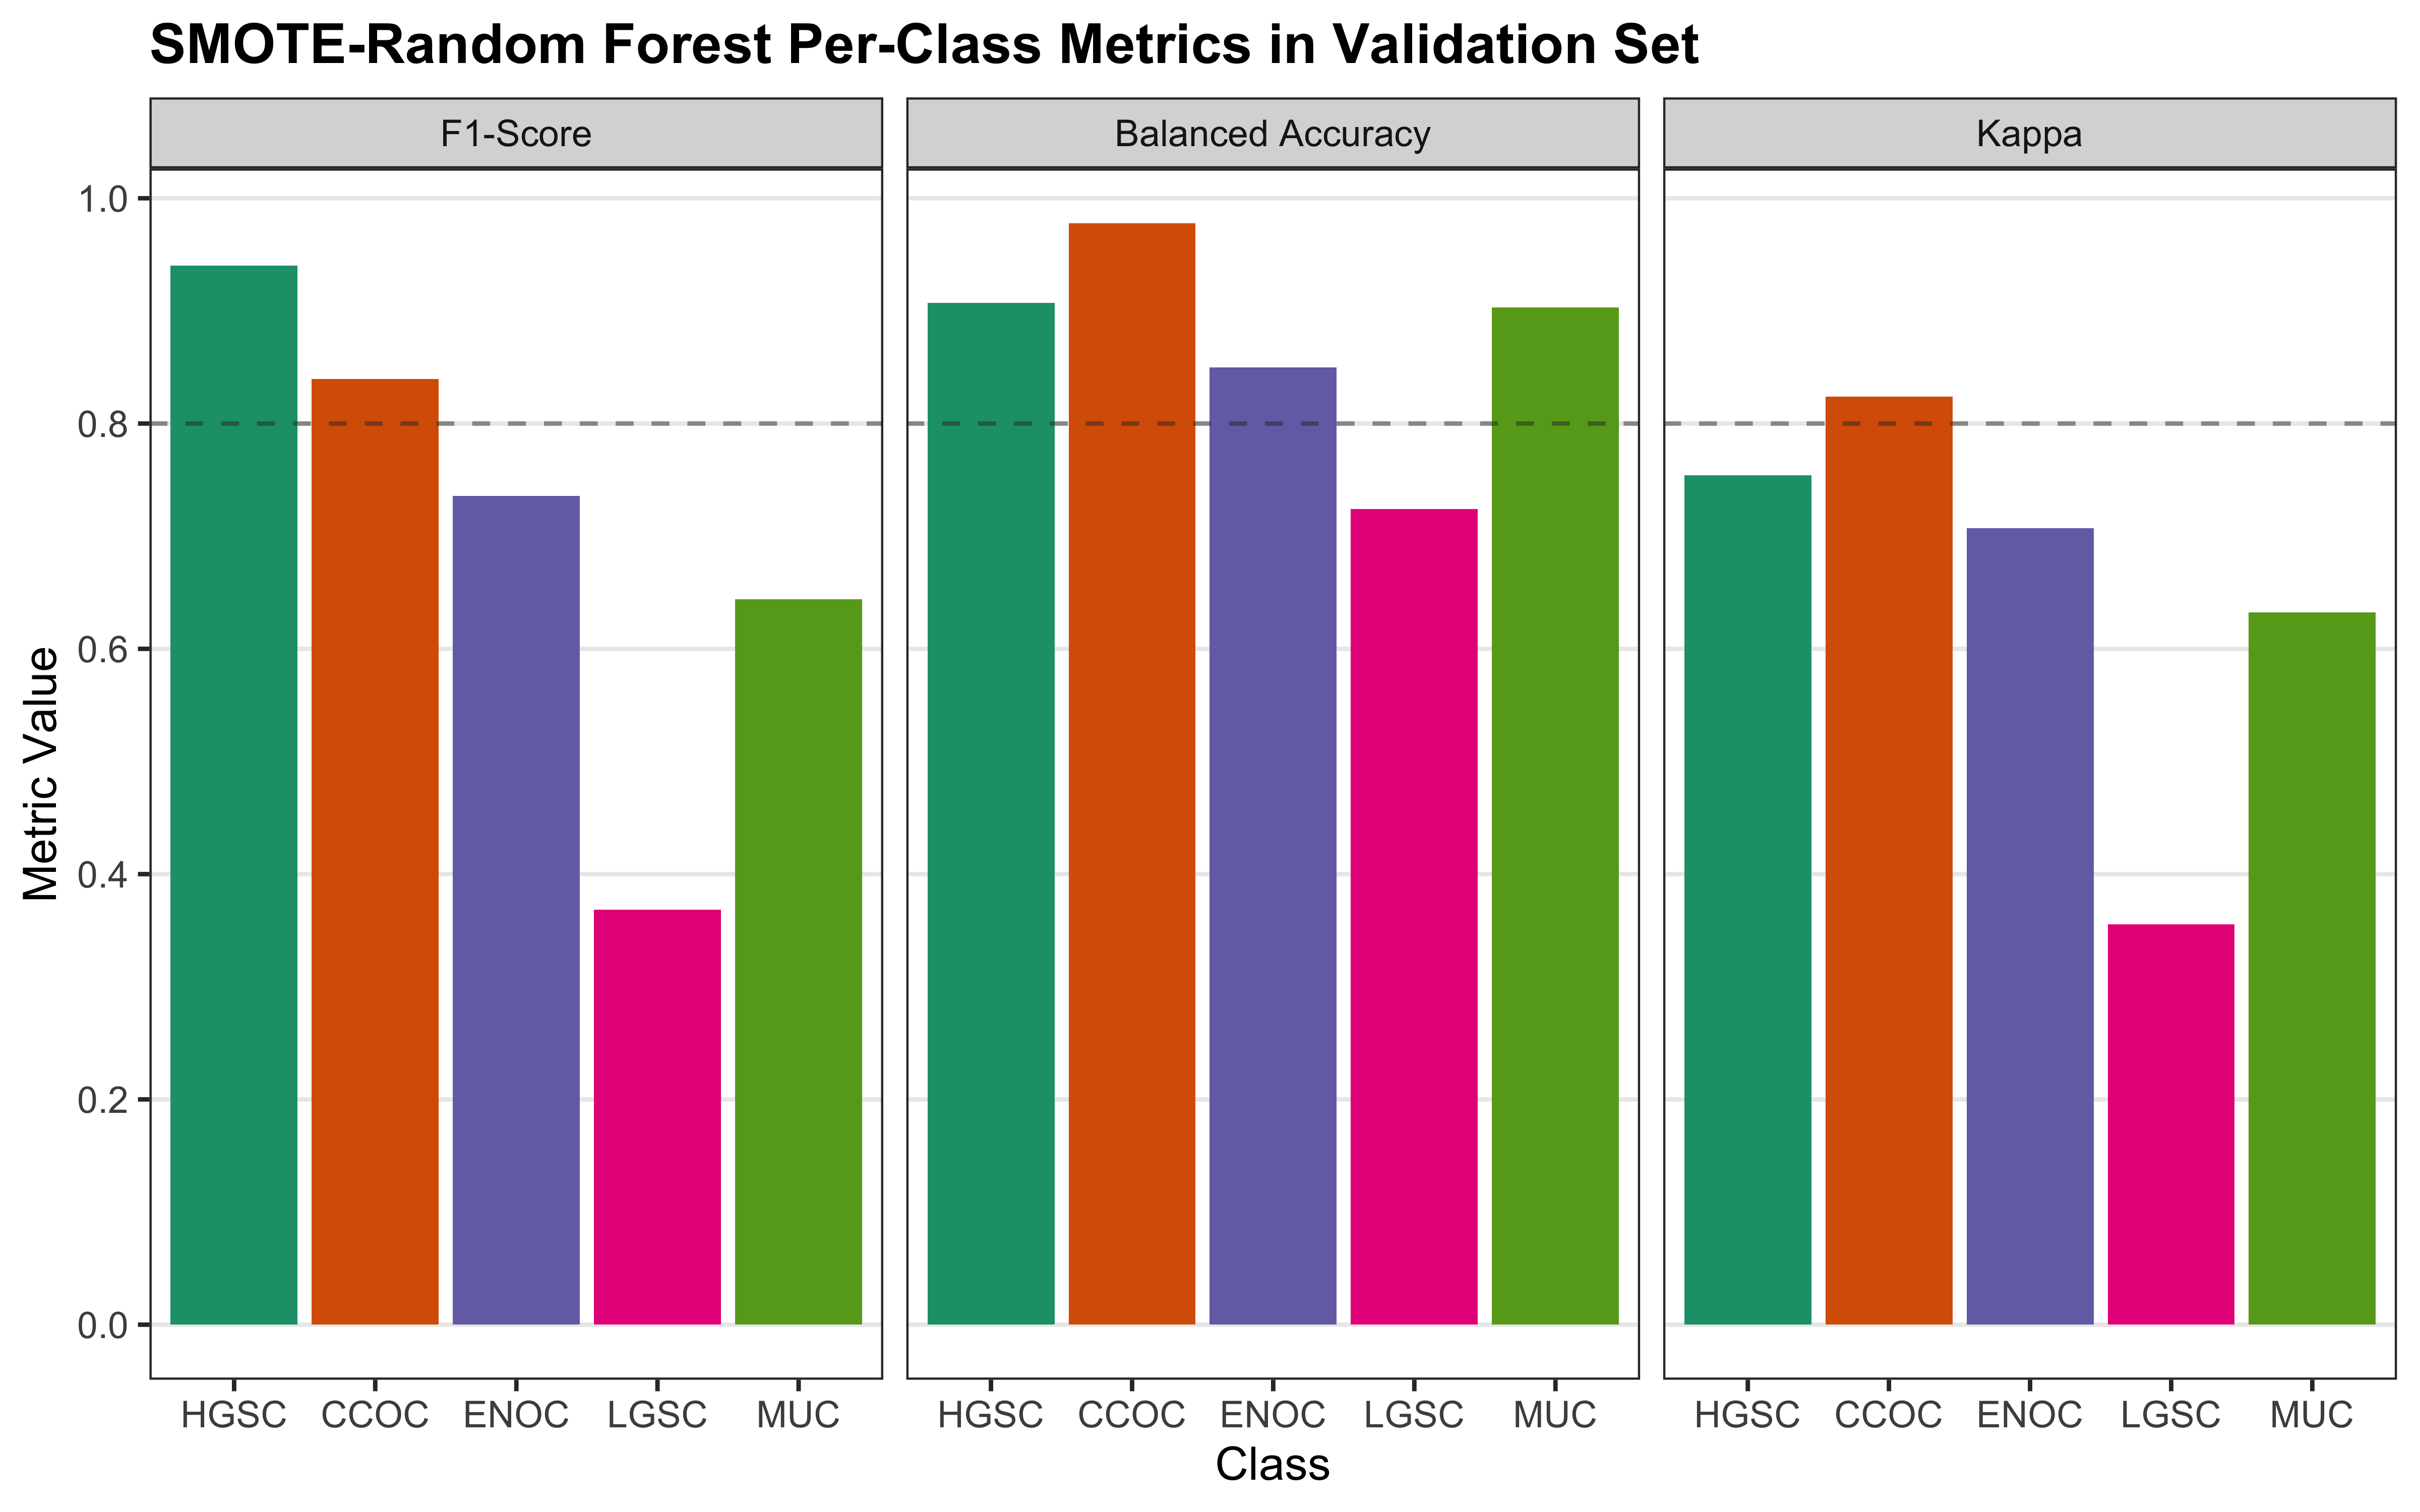 SMOTE-Random Forest Per-Class Metrics in Validation Set
F1-Score Balanced Accuracy Kappa
1.0
0.8
0.6
0.4
0.2
0.0
Metric Value
HGSC CCOC ENOC LGSC MUC HGSC CCOC ENOC LGSC MUC HGSC CCOC ENOC LGSC MUC
Class